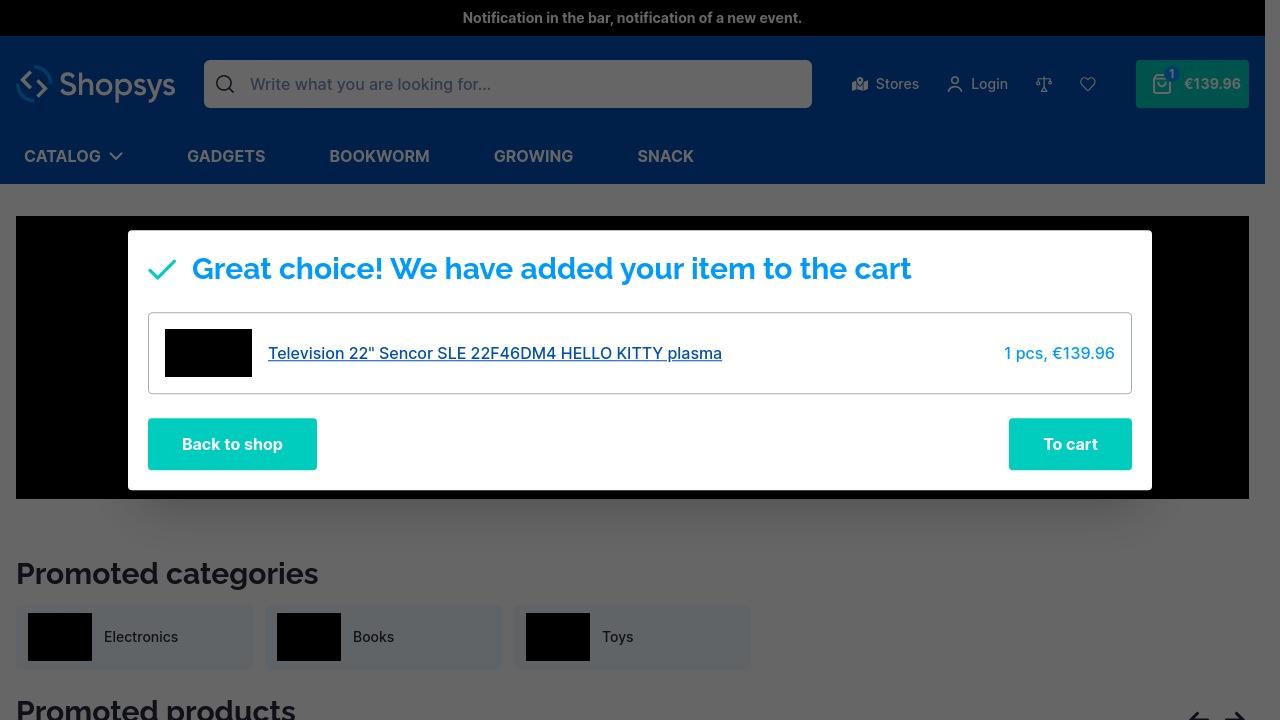 Notification in the bar, notification of a new event.
Shopsys
Write what you are looking for...
Stores
Login
1
€139.96
CATALOG
GADGETS
BOOKWORM
GROWING
SNACK
Great choice! We have added your item to the cart
Television 22" Sencor SLE 22F46DM4 HELLO KITTY plasma
1 pcs, €139.96
Back to shop
To cart
Promoted categories
Electronics
Books
Toys
Promoted products